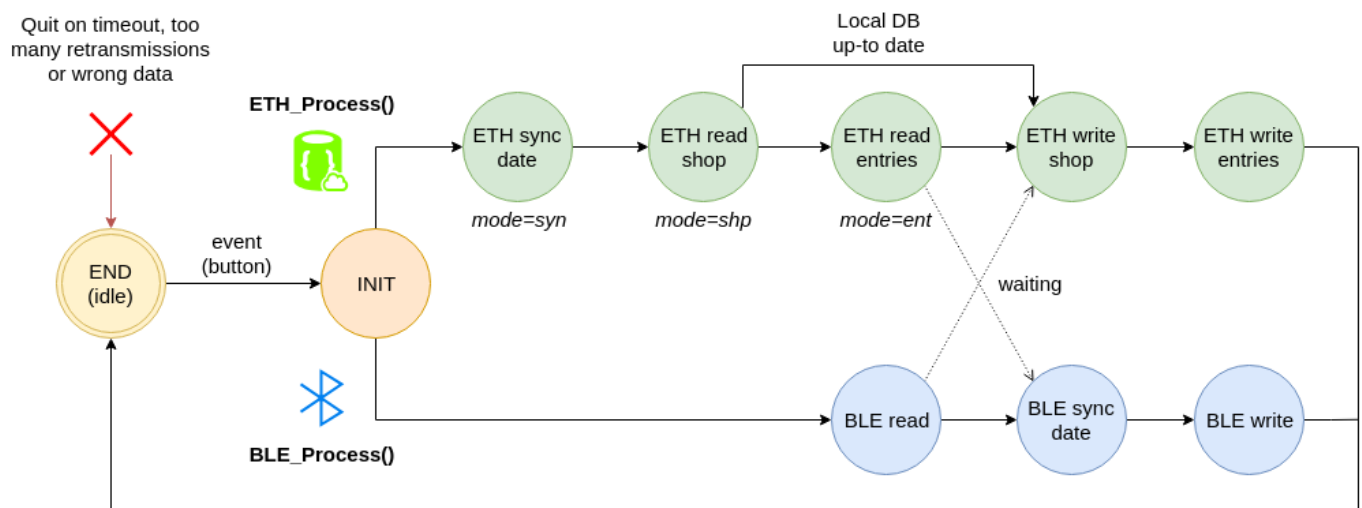 Quit on timeout, too
many retransmissions
or wrong data
Local DB
up-to date
ETH_Process()
{ }
ETH sync
date
ETH read
shop
ETH read
entries
ETH write
shop
ETH write
entries
mode=syn
mode=shp
mode=ent
event
(button)
END
(idle)
INIT
waiting
BLE read
BLE sync
date
BLE write
BLE_Process()